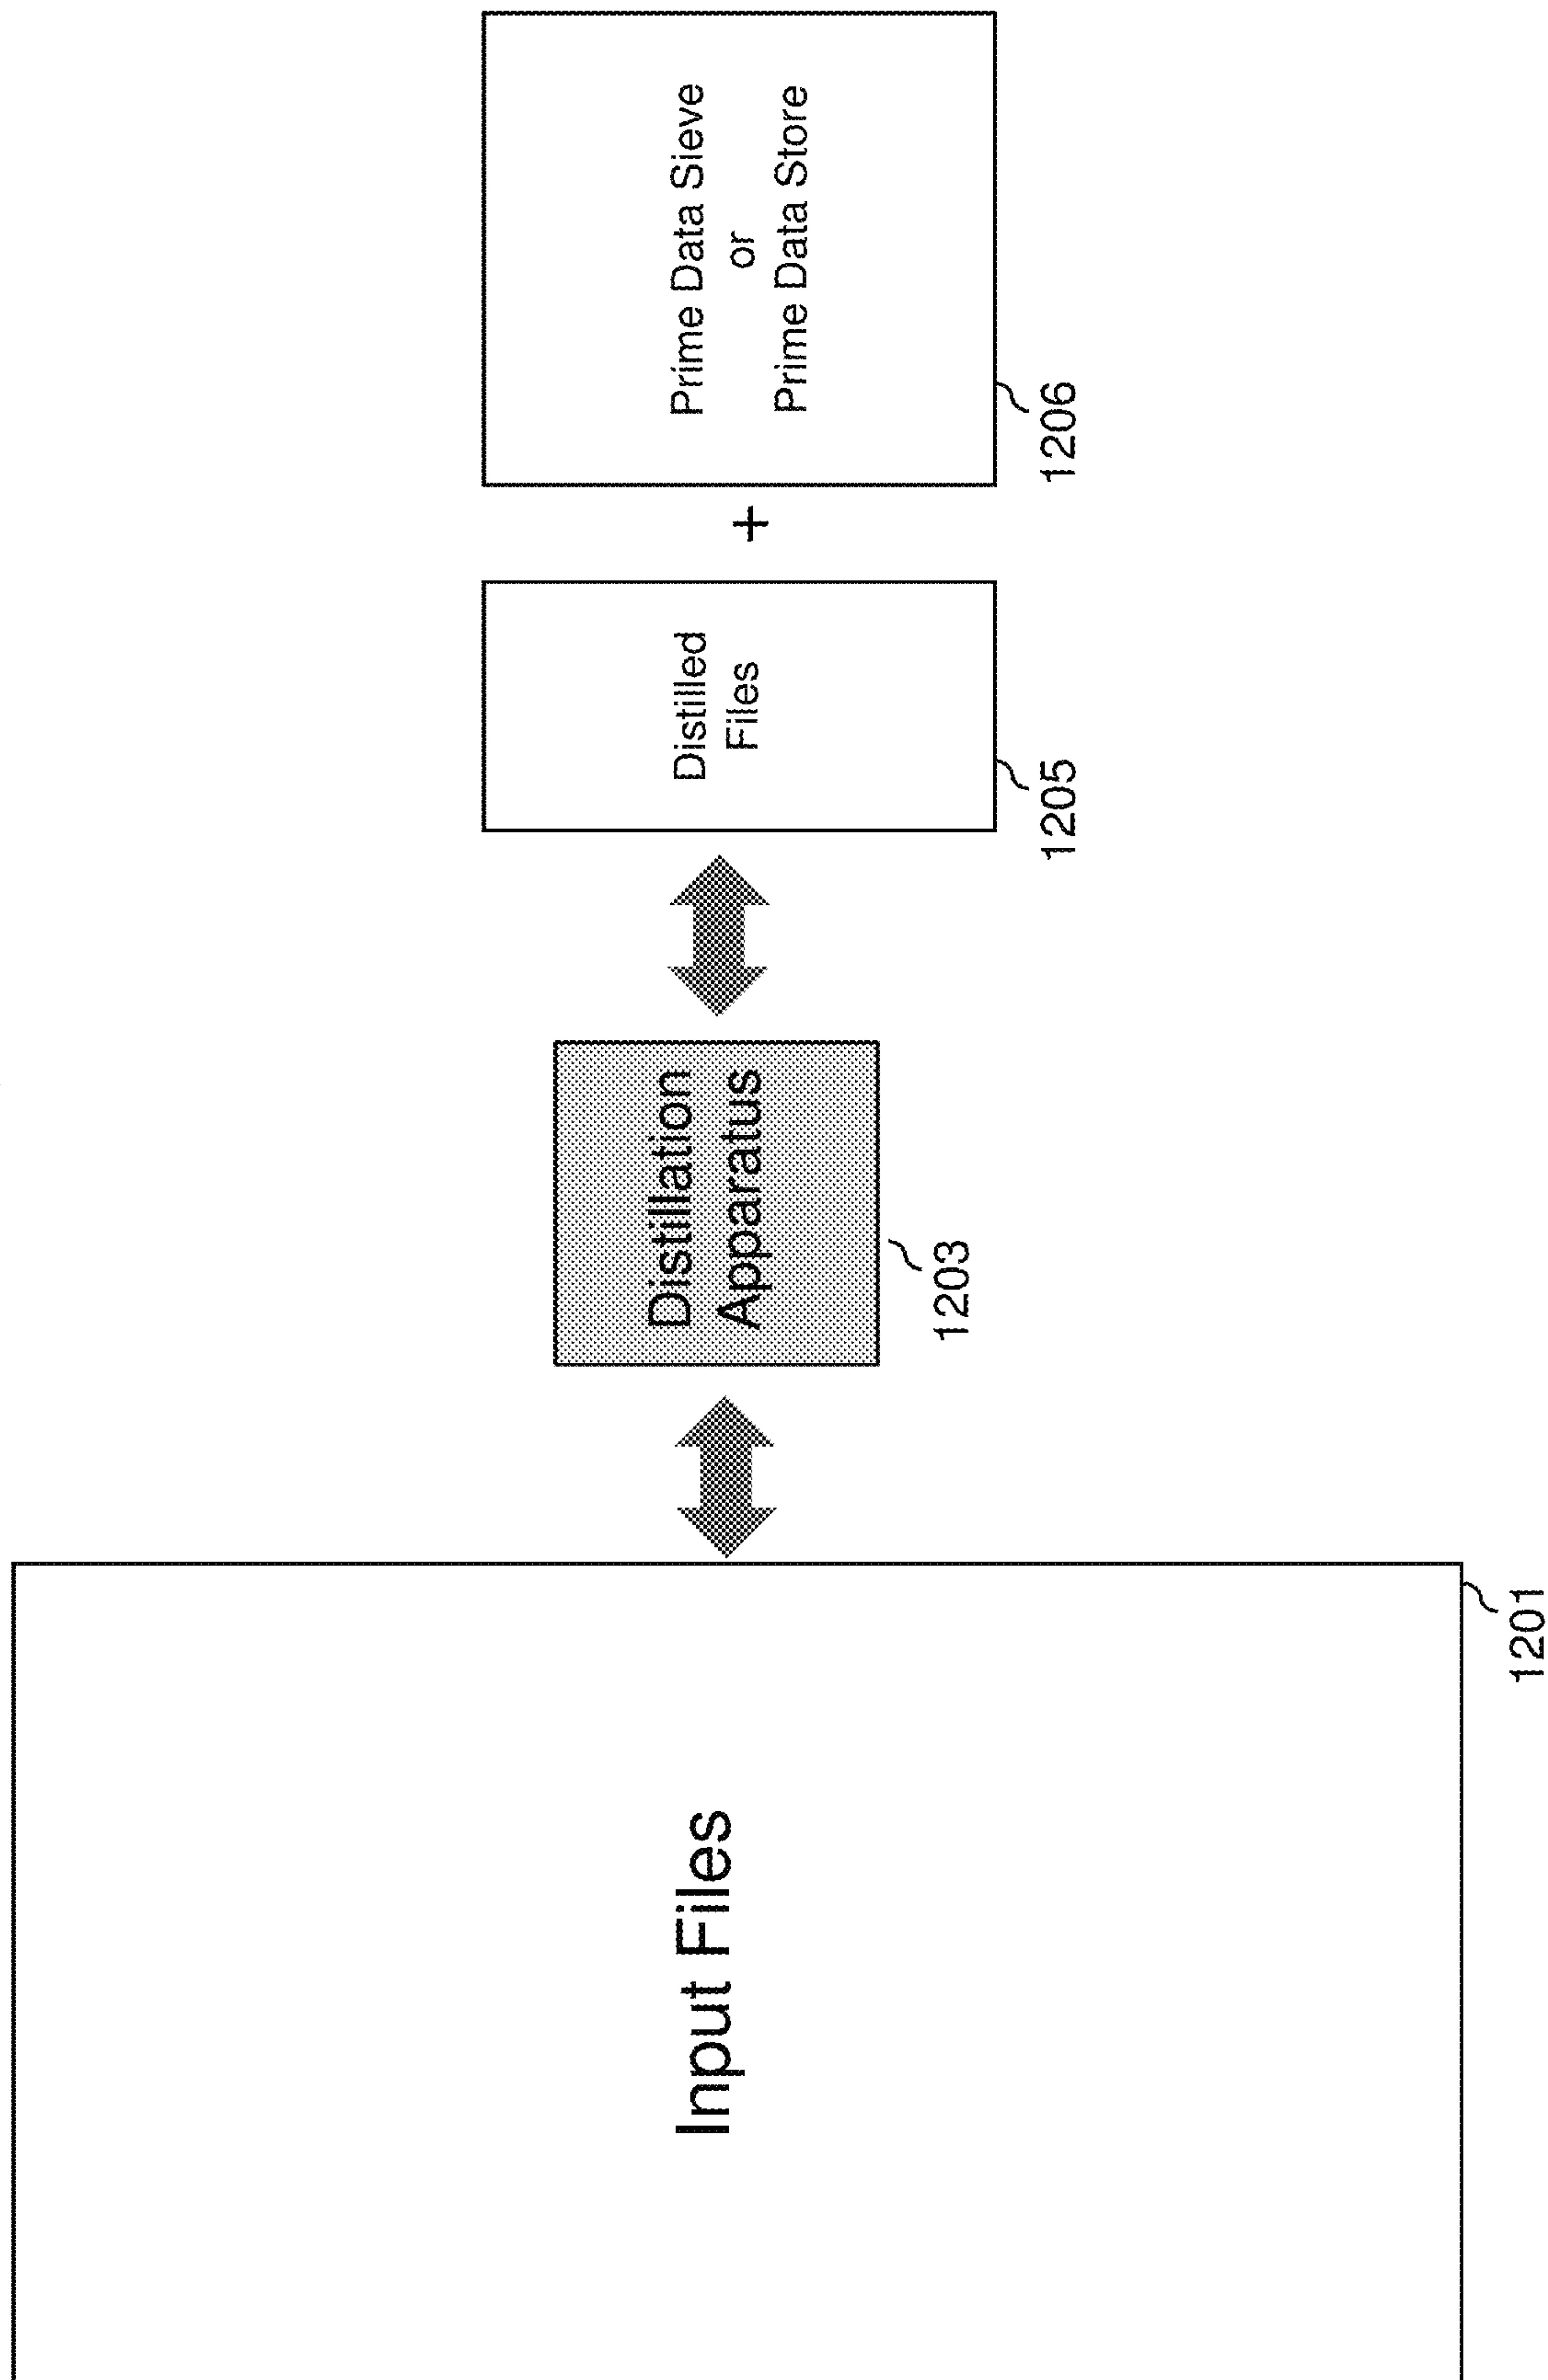 Input Files
1201
Distillation
Apparatus
1203
Distilled
Files
1205
+
Prime Data Sieve
or
Prime Data Store
1206